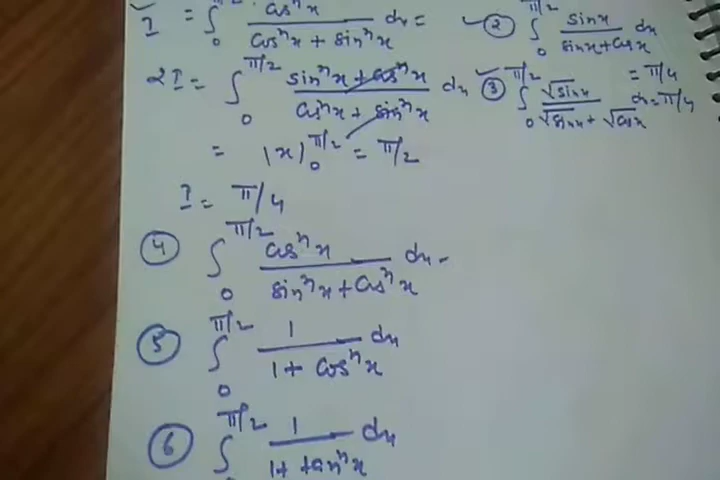 I = ∫₀^π/2 cosⁿx / (cosⁿx + sinⁿx) dx =
2I = ∫₀^π/2 (sinⁿx + cosⁿx) / (cosⁿx + sinⁿx) dx
= |x|₀^π/2 = π/2
I = π/4
② ∫₀^π/2 sinx / (sinx + cosx) dx
= π/4
③ ∫₀^π/2 √sinx / (√sinx + √cosx) dx = π/4
④ ∫₀^π/2 cosⁿx / (sinⁿx + cosⁿx) dx -
⑤ ∫₀^π/2 1 / (1 + cosⁿx) dx
⑥ ∫^π/2 1 / (1 + tanⁿx) dx